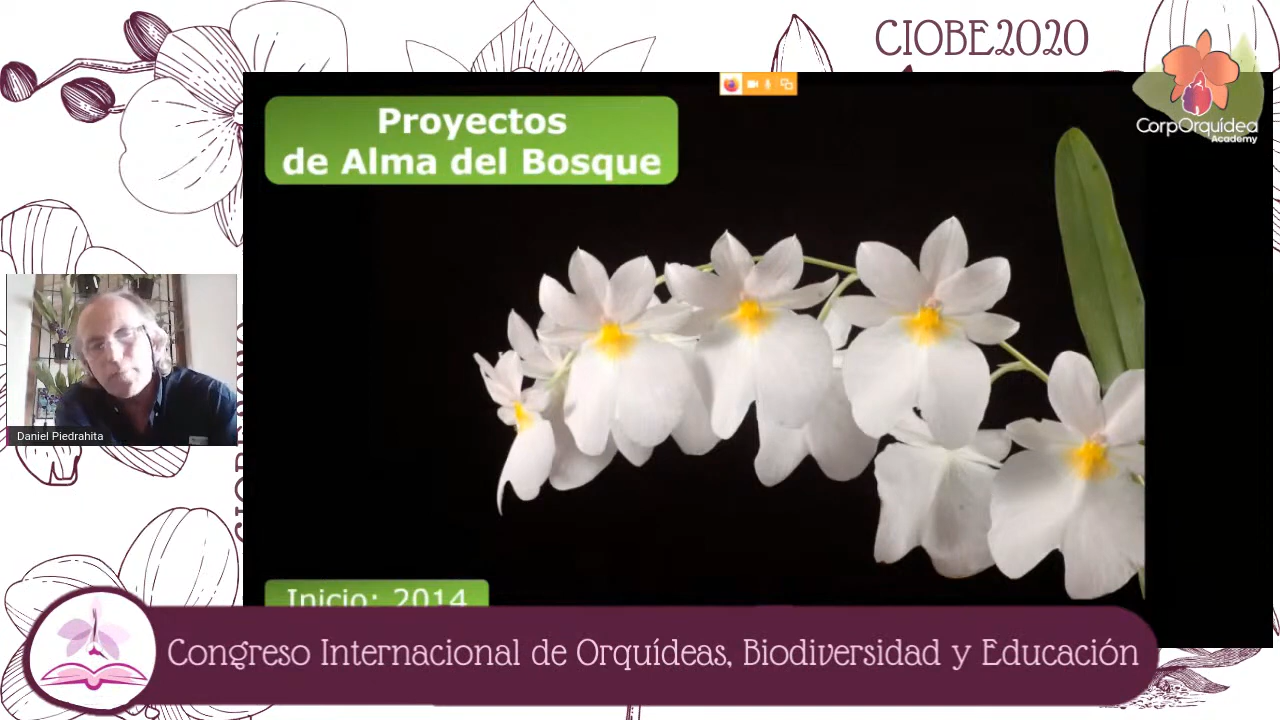 CIOBE2020
CorpOrquídea
Academy
Proyectos
de Alma del Bosque
Daniel Piedrahita
Inicio: 2014
Congreso Internacional de Orquídeas, Biodiversidad y Educación